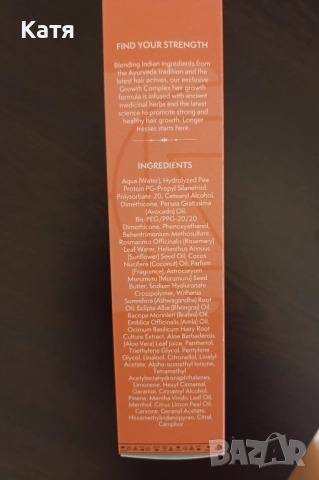 Катя
FIND YOUR STRENGTH
Blending Indian ingredients from
the Ayurveda tradition and the
latest hair actives, our exclusive
Growth Complex hair growth
formula is infused with ancient
medicinal herbs and the latest
science to promote strong and
healthy hair growth. Longer
tresses starts here.
INGREDIENTS
Aqua (Water), Hydrolyzed Pea
Protein PG-Propyl Silanetriol,
Polysorbate-20, Cetearyl Alcohol,
Dimethicone, Persea Gratissima
(Avocado) Oil,
Bis-PEG/PPG-20/20
Dimethicone, Phenoxyethanol,
Behentrimonium Methosulfate,
Rosmarinus Officinalis (Rosemary)
Leaf Water, Helianthus Annuus
(Sunflower) Seed Oil, Cocos
Nucifera (Coconut) Oil, Parfum
(Fragrance), Astrocaryum
Murumuru (Murumuru) Seed
Butter, Sodium Hyaluronate
Crosspolymer, Withania
Somnifera (Ashwagandha) Root
Oil, Eclipta Alba (Bhringraj) Oil,
Bacopa Monnieri (Brahmi) Oil,
Emblica Officinalis (Amla) Oil,
Ocimum Basilicum Hairy Root
Culture Extract, Aloe Barbadensis
(Aloe Vera) Leaf Juice, Panthenol,
Triethylene Glycol, Pentylene
Glycol, Linalool, Citronellol, Linalyl
Acetate, Alpha-isomethyl Ionone,
Tetramethyl
Acetyloctahydronaphthalenes,
Limonene, Hexyl Cinnamal,
Geraniol, Cinnamyl Alcohol,
Pinene, Mentha Viridis Leaf Oil,
Menthol, Citrus Limon Peel Oil,
Carvone, Geranyl Acetate,
Hexamethylindanopyran, Citral,
Camphor
BAZAR
bg